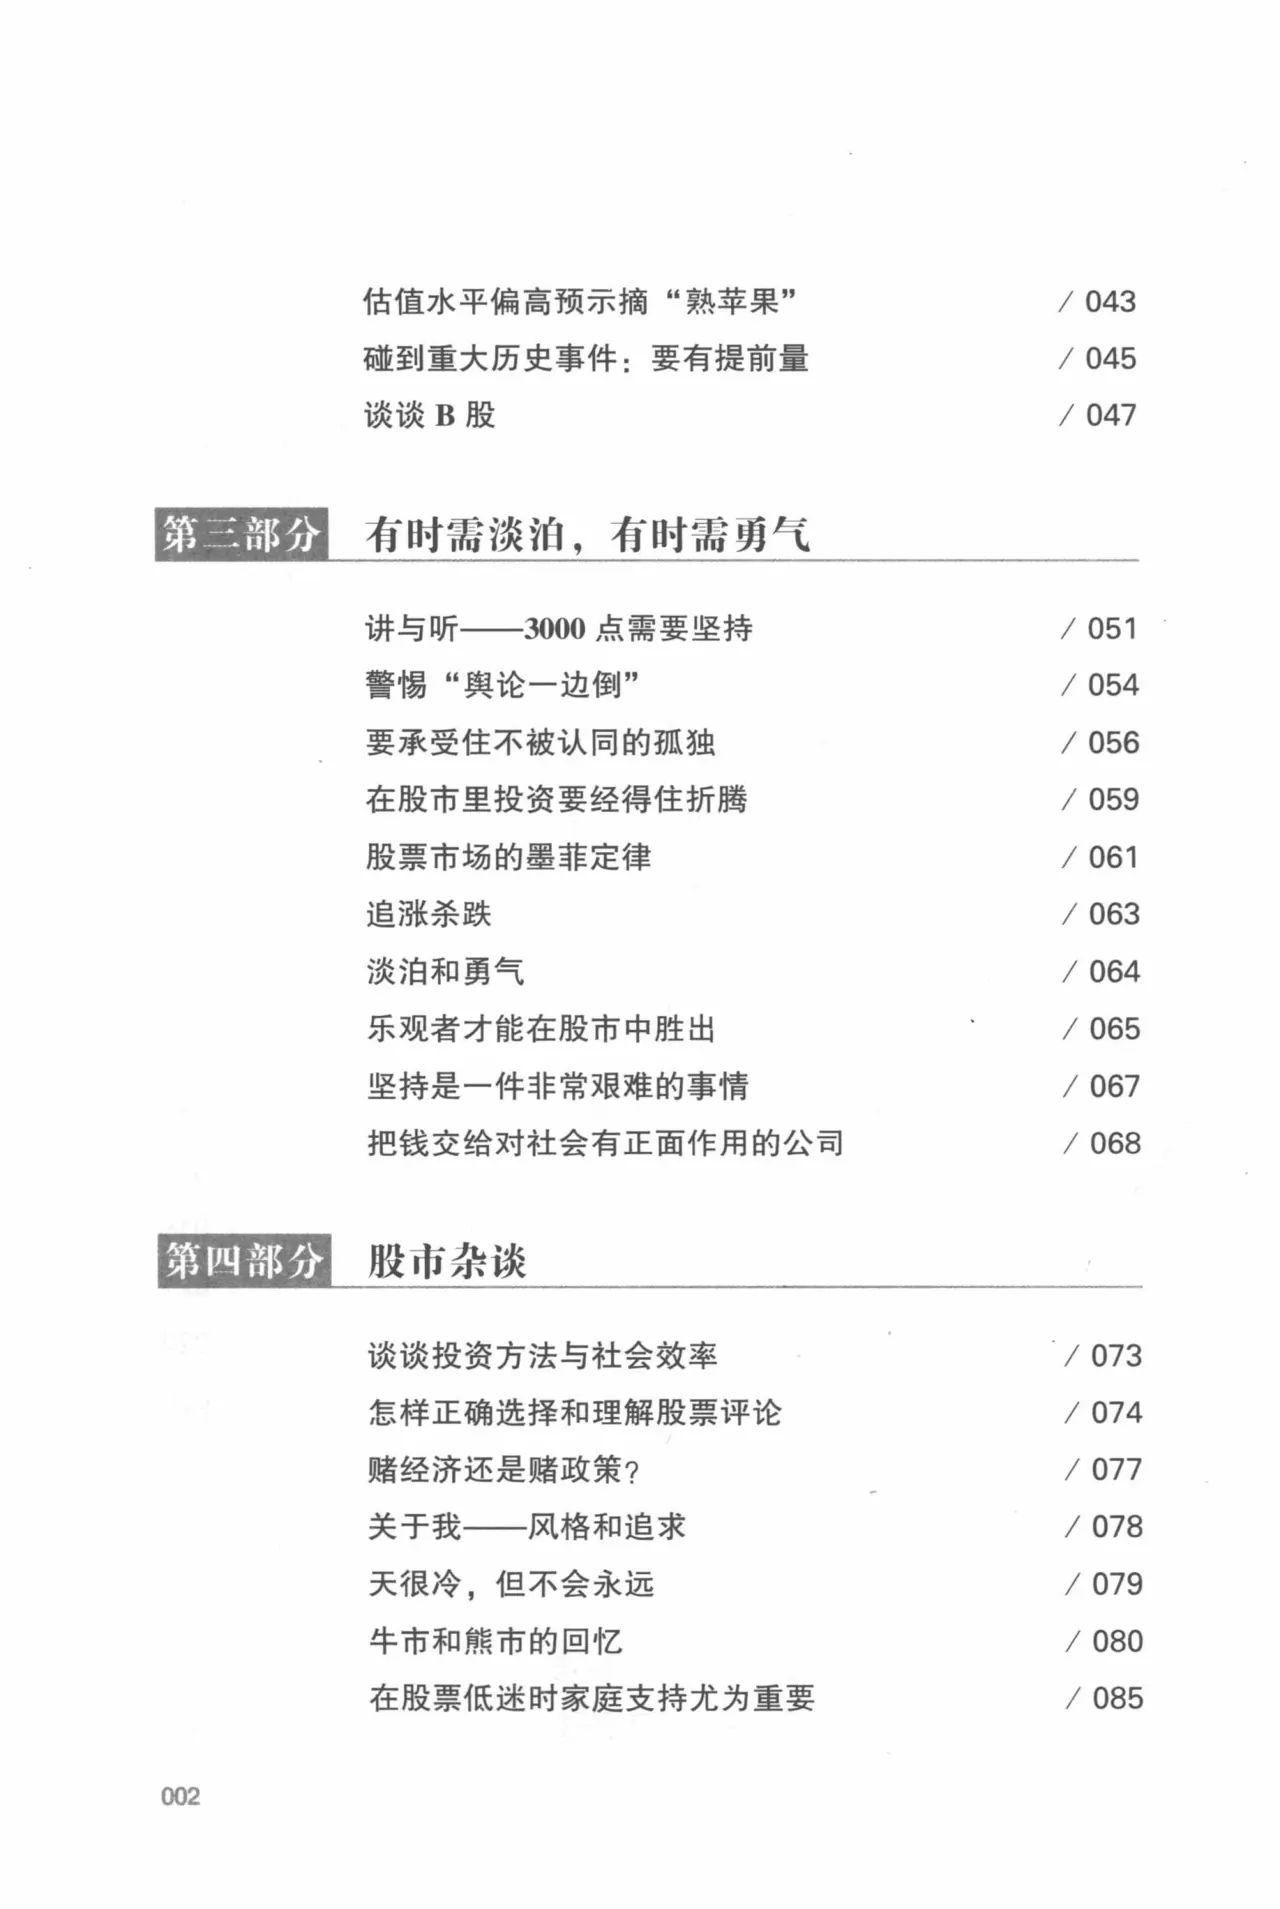 估值水平偏高预示摘“熟苹果” / 043
碰到重大历史事件：要有提前量 / 045
谈谈 B 股 / 047
第三部分 有时需淡泊，有时需勇气
讲与听——3000 点需要坚持 / 051
警惕“舆论一边倒” / 054
要承受住不被认同的孤独 / 056
在股市里投资要经得住折腾 / 059
股票市场的墨菲定律 / 061
追涨杀跌 / 063
淡泊和勇气 / 064
乐观者才能在股市中胜出 / 065
坚持是一件非常艰难的事情 / 067
把钱交给对社会有正面作用的公司 / 068
第四部分 股市杂谈
谈谈投资方法与社会效率 / 073
怎样正确选择和理解股票评论 / 074
赌经济还是赌政策？ / 077
关于我——风格和追求 / 078
天很冷，但不会永远 / 079
牛市和熊市的回忆 / 080
在股票低迷时家庭支持尤为重要 / 085
002